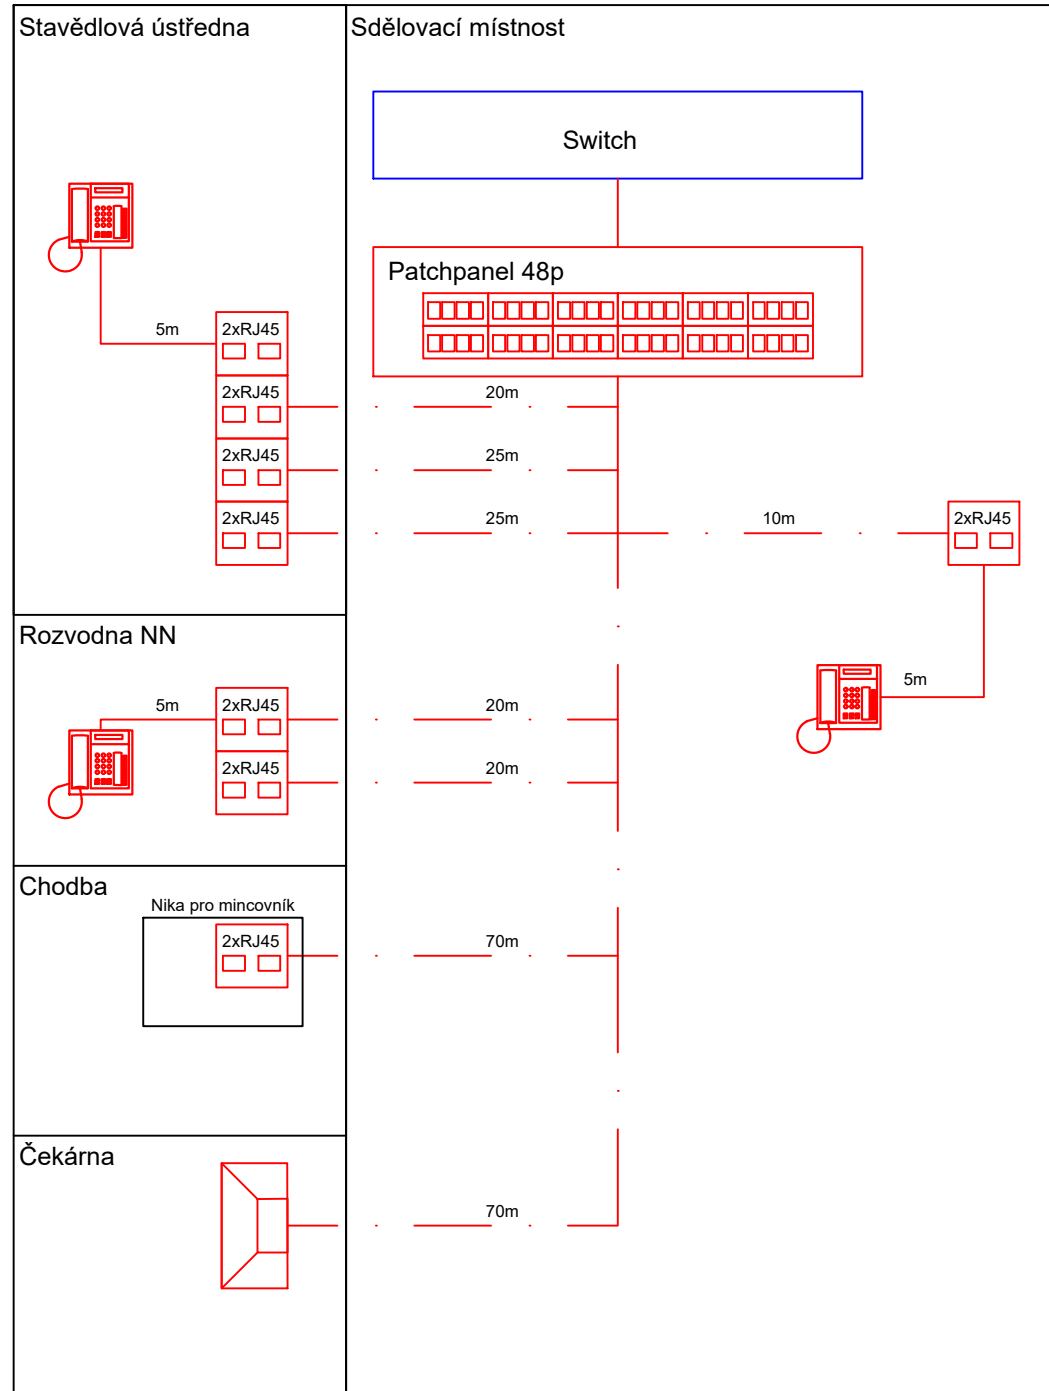 Stavědlová ústředna
Sdělovací místnost
Switch
Patchpanel 48p
5m
2xRJ45
2xRJ45
20m
2xRJ45
25m
2xRJ45
25m
10m
2xRJ45
Rozvodna NN
5m
2xRJ45
20m
5m
2xRJ45
20m
Chodba
Nika pro mincovník
2xRJ45
70m
Čekárna
70m